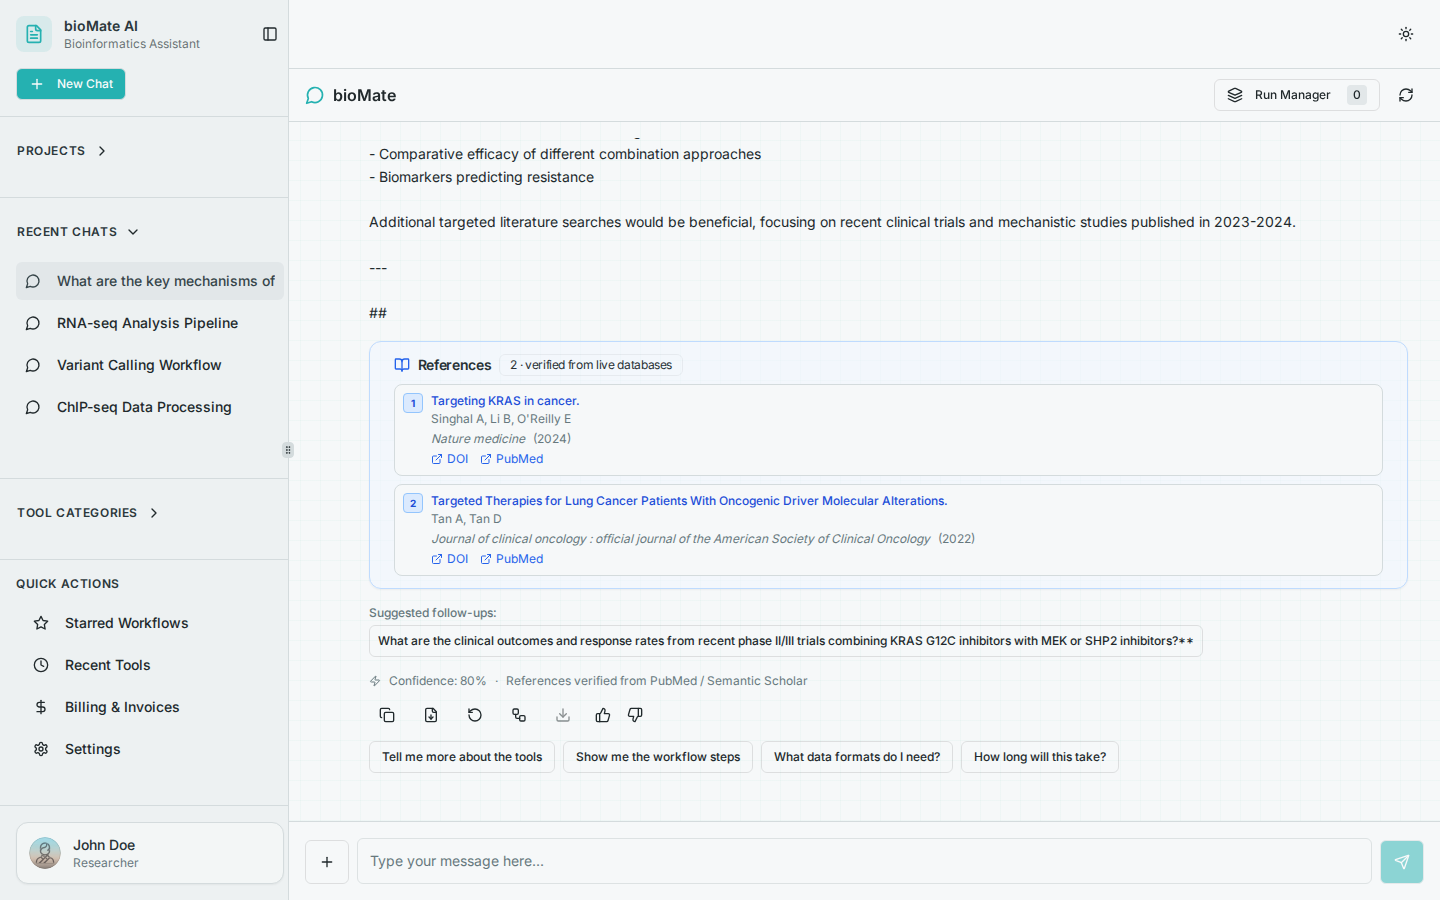 bioMate AI
Bioinformatics Assistant
New Chat
PROJECTS
RECENT CHATS
What are the key mechanisms of
RNA-seq Analysis Pipeline
Variant Calling Workflow
ChIP-seq Data Processing
TOOL CATEGORIES
QUICK ACTIONS
Starred Workflows
Recent Tools
Billing & Invoices
Settings
John Doe
Researcher
bioMate
Run Manager 0
- Comparative efficacy of different combination approaches
- Biomarkers predicting resistance
Additional targeted literature searches would be beneficial, focusing on recent clinical trials and mechanistic studies published in 2023-2024.
---
##
References 2 · verified from live databases
1 Targeting KRAS in cancer.
Singhal A, Li B, O'Reilly E
Nature medicine (2024)
DOI PubMed
2 Targeted Therapies for Lung Cancer Patients With Oncogenic Driver Molecular Alterations.
Tan A, Tan D
Journal of clinical oncology : official journal of the American Society of Clinical Oncology (2022)
DOI PubMed
Suggested follow-ups:
What are the clinical outcomes and response rates from recent phase II/III trials combining KRAS G12C inhibitors with MEK or SHP2 inhibitors?**
Confidence: 80% · References verified from PubMed / Semantic Scholar
Tell me more about the tools
Show me the workflow steps
What data formats do I need?
How long will this take?
Type your message here...